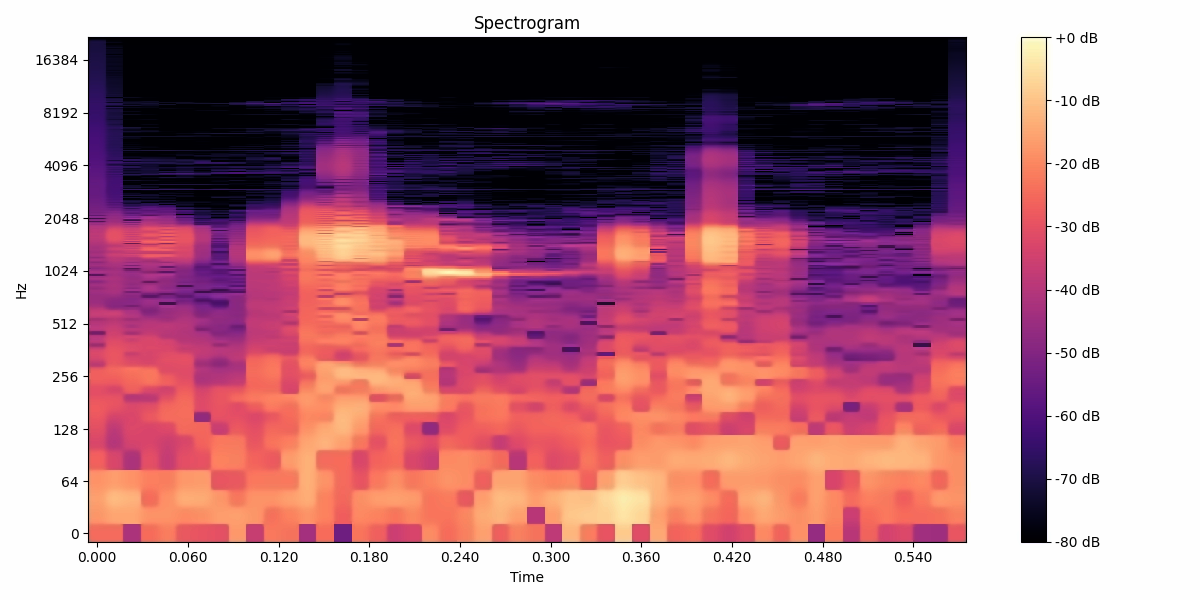 Spectrogram
Hz
16384
8192
4096
2048
1024
512
256
128
64
0
0.000 0.060 0.120 0.180 0.240 0.300 0.360 0.420 0.480 0.540
Time
+0 dB
-10 dB
-20 dB
-30 dB
-40 dB
-50 dB
-60 dB
-70 dB
-80 dB